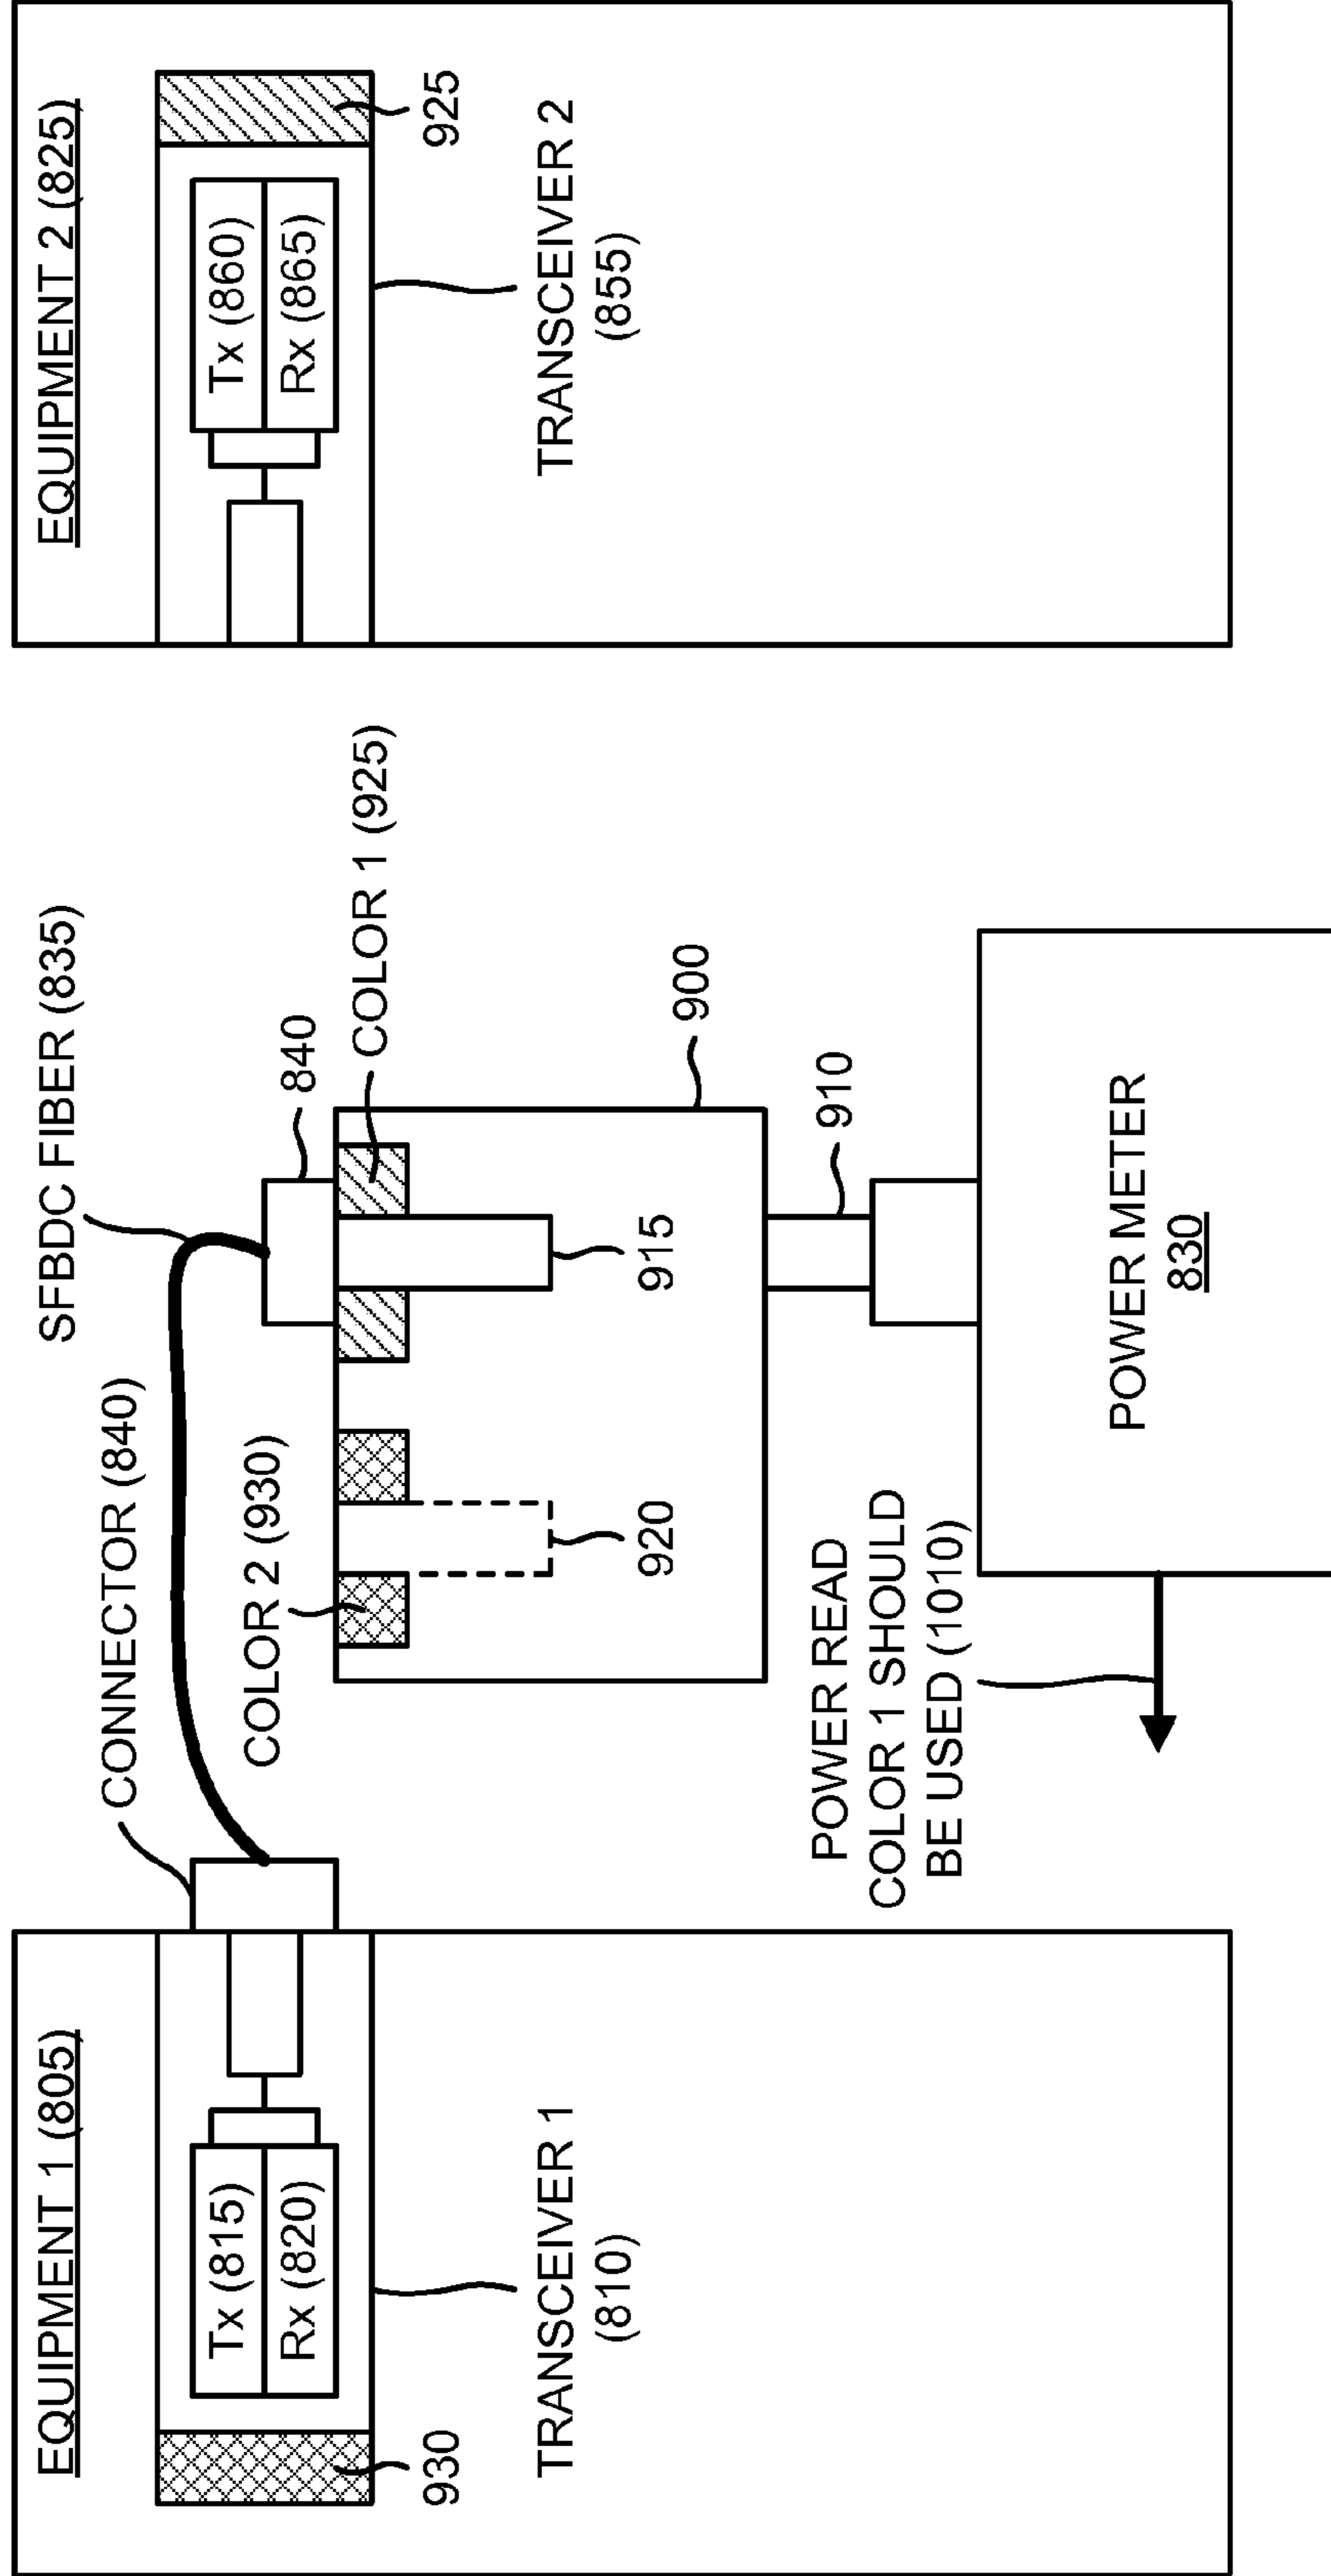 EQUIPMENT 1 (805)
Tx (815)
Rx (820)
930
TRANSCEIVER 1
(810)
CONNECTOR (840)
SFBDC FIBER (835)
COLOR 2 (930)
840
COLOR 1 (925)
920
915
900
910
POWER READ
COLOR 1 SHOULD
BE USED (1010)
POWER METER
830
EQUIPMENT 2 (825)
Tx (860)
Rx (865)
925
TRANSCEIVER 2
(855)